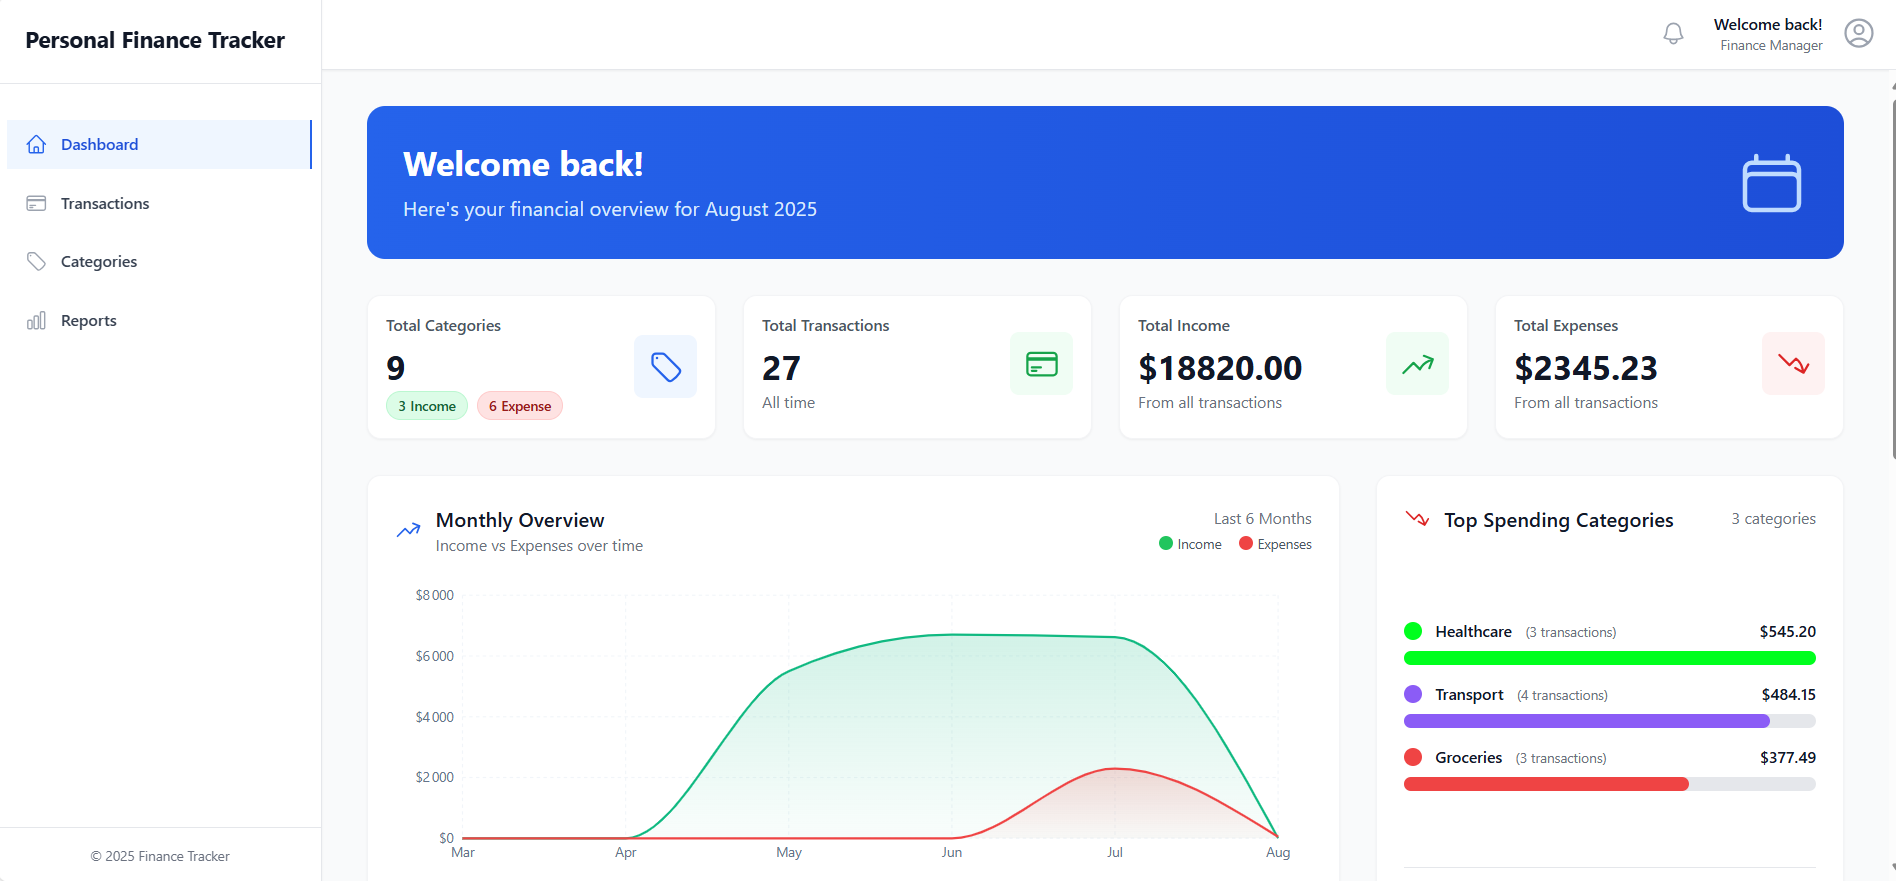 Personal Finance Tracker
Welcome back!
Finance Manager
Dashboard
Transactions
Categories
Reports
© 2025 Finance Tracker
Welcome back!
Here's your financial overview for August 2025
Total Categories
9
3 Income
6 Expense
Total Transactions
27
All time
Total Income
$18820.00
From all transactions
Total Expenses
$2345.23
From all transactions
Monthly Overview
Income vs Expenses over time
Last 6 Months
Income
Expenses
$8 000
$6 000
$4 000
$2 000
$0
Mar
Apr
May
Jun
Jul
Aug
Top Spending Categories
3 categories
Healthcare (3 transactions) $545.20
Transport (4 transactions) $484.15
Groceries (3 transactions) $377.49